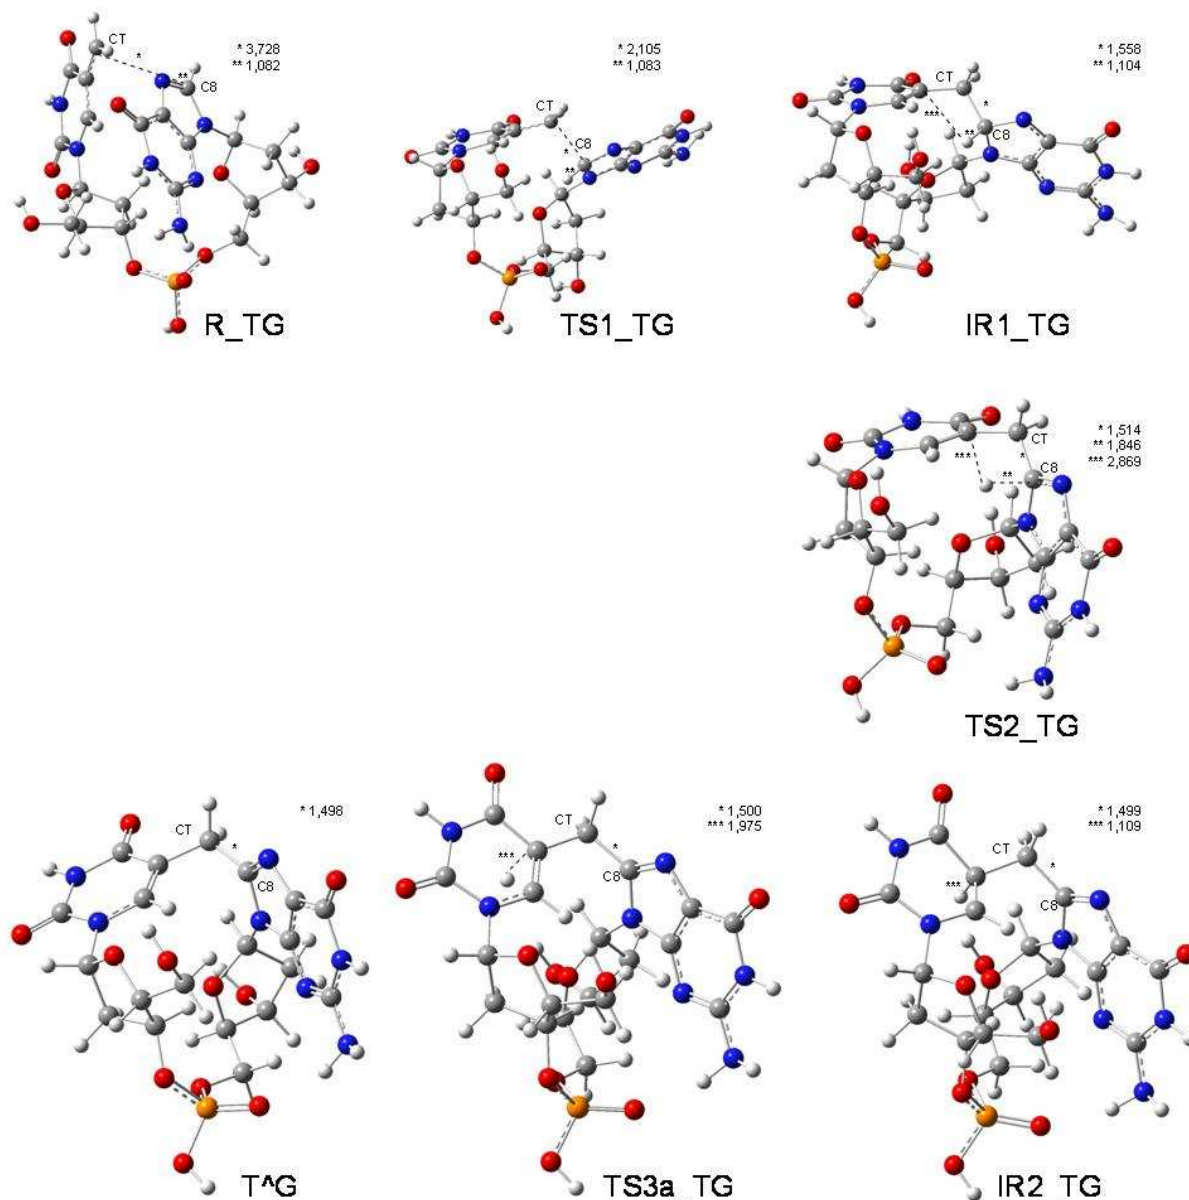 CT
*
* 3,728
** 1,082
**
C8
R_TG
* 2,105
** 1,083
CT
C8
*
**
TS1_TG
* 1,558
** 1,104
CT
*
***
**
C8
IR1_TG
* 1,514
** 1,846
*** 2,869
CT
***
*
C8
**
TS2_TG
* 1,498
CT
*
C8
T^G
* 1,500
*** 1,975
CT
***
*
C8
TS3a_TG
* 1,499
*** 1,109
CT
*
***
C8
IR2_TG